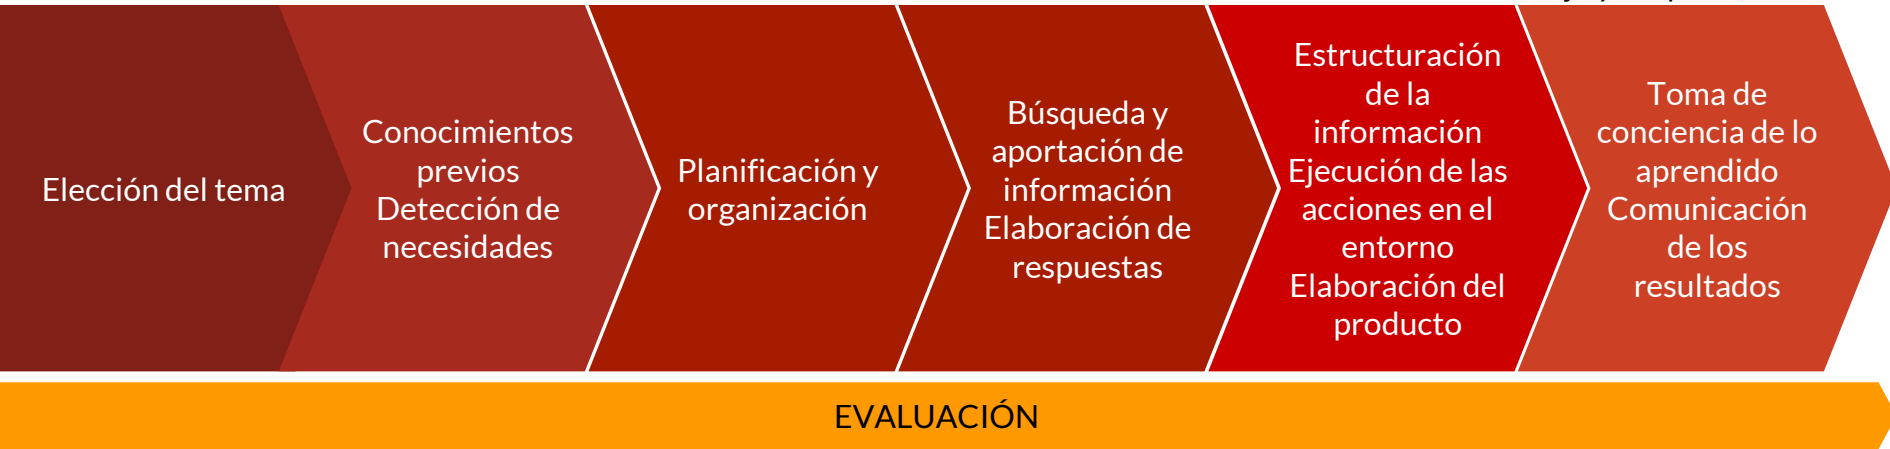 Elección del tema
Conocimientos
previos
Detección de
necesidades
Planificación y
organización
Búsqueda y
aportación de
información
Elaboración de
respuestas
Estructuración
de la
información
Ejecución de las
acciones en el
entorno
Elaboración del
producto
Toma de
conciencia de lo
aprendido
Comunicación
de los
resultados
EVALUACIÓN